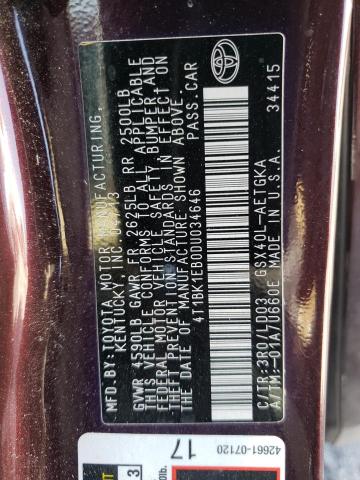 MFD.BY:TOYOTA MOTOR MANUFACTURING.
KENTUCKY, INC.
GVWR 4590LB GAWR FR 2625LB RR 2500LB
THIS VEHICLE CONFORMS TO ALL APPLICABLE
FEDERAL MOTOR VEHICLE SAFETY, BUMPER, AND
THEFT PREVENTION STANDARDS IN EFFECT ON
THE DATE OF MANUFACTURE SHOWN ABOVE.
4T1BK1EB0DU034646 PASS.CAR
C/TR:3R0/LD03 GSX40L-AETGKA
A/TM:-01A/U660E MADE IN U.S.A.
34415
42661-07120
17
3